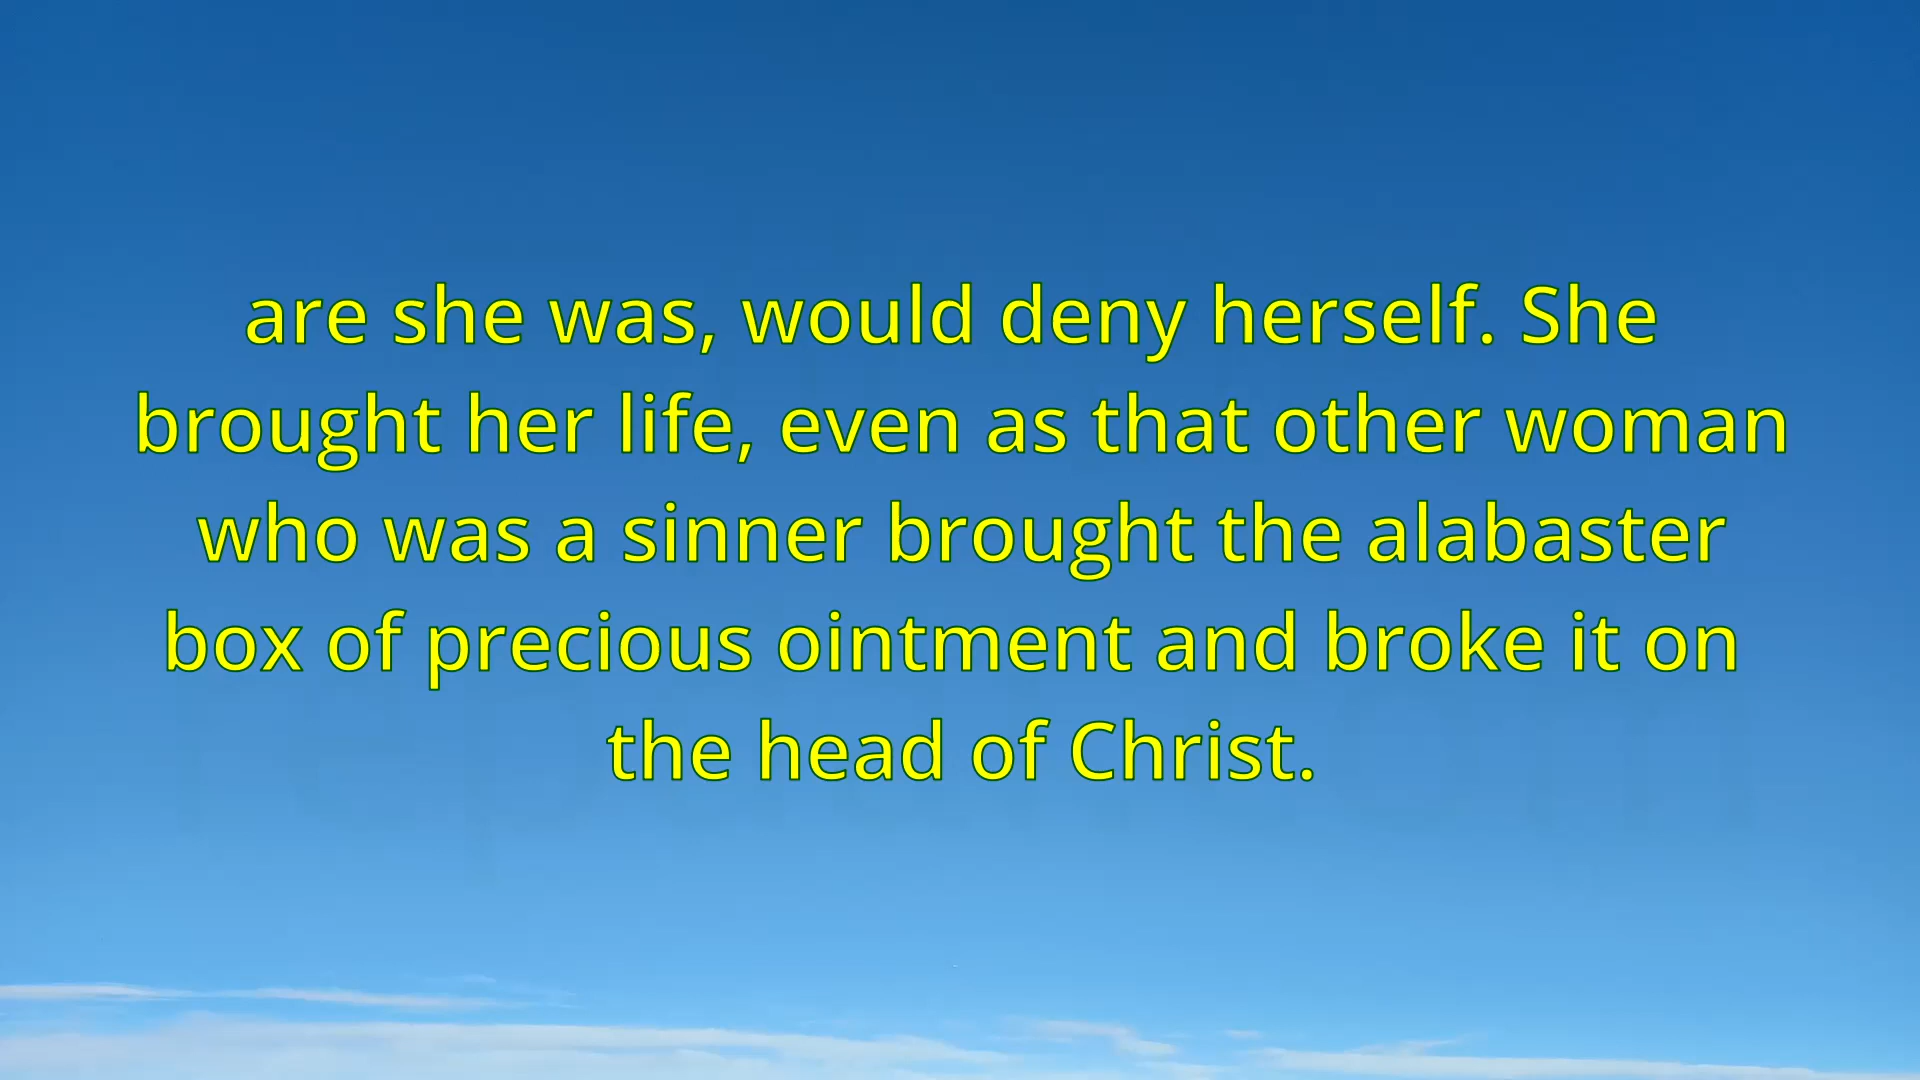 are she was, would deny herself. She
brought her life, even as that other woman
who was a sinner brought the alabaster
box of precious ointment and broke it on
the head of Christ.